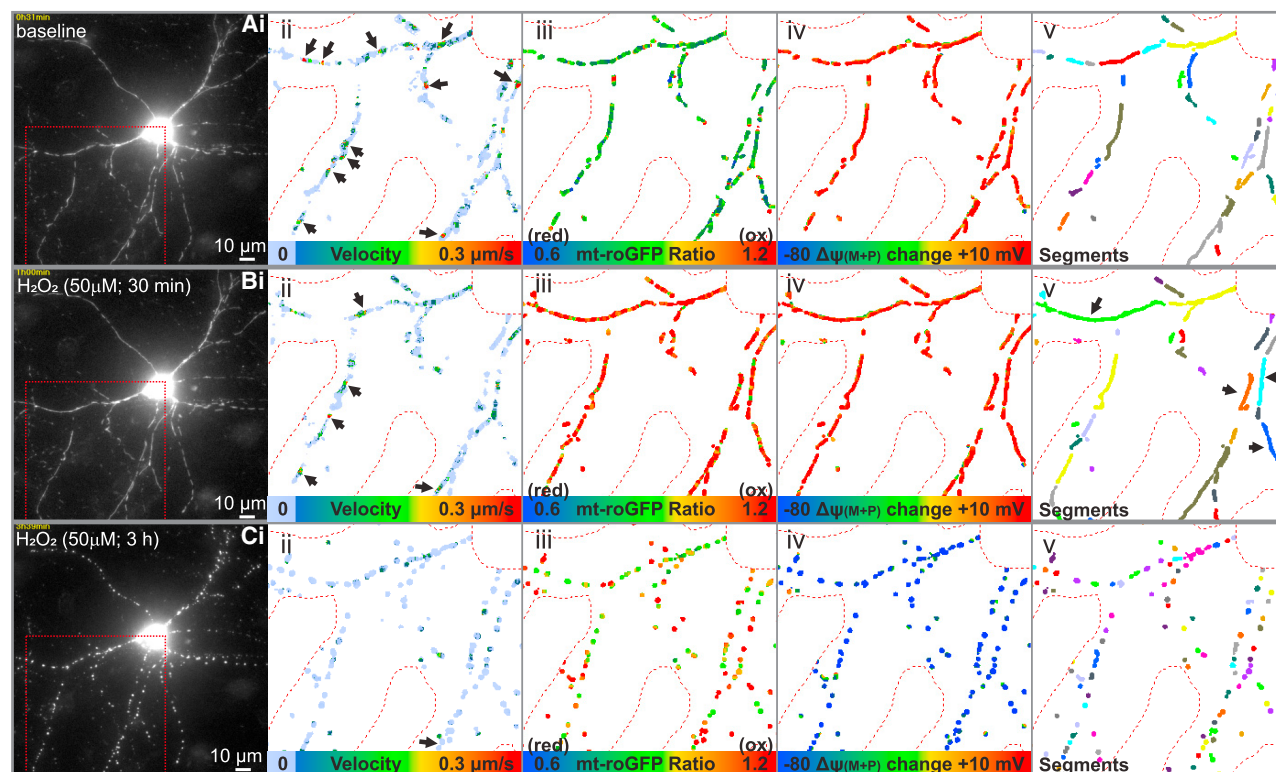 0h31min
baseline
Ai
ii
iii
iv
v
10 µm
0 Velocity 0.3 µm/s
(red) (ox)
0.6 mt-roGFP Ratio 1.2
-80 Δψ(M+P) change +10 mV
Segments
1h00min
H₂O₂ (50µM; 30 min)
Bi
ii
iii
iv
v
10 µm
0 Velocity 0.3 µm/s
(red) (ox)
0.6 mt-roGFP Ratio 1.2
-80 Δψ(M+P) change +10 mV
Segments
3h39min
H₂O₂ (50µM; 3 h)
Ci
ii
iii
iv
v
10 µm
0 Velocity 0.3 µm/s
(red) (ox)
0.6 mt-roGFP Ratio 1.2
-80 Δψ(M+P) change +10 mV
Segments